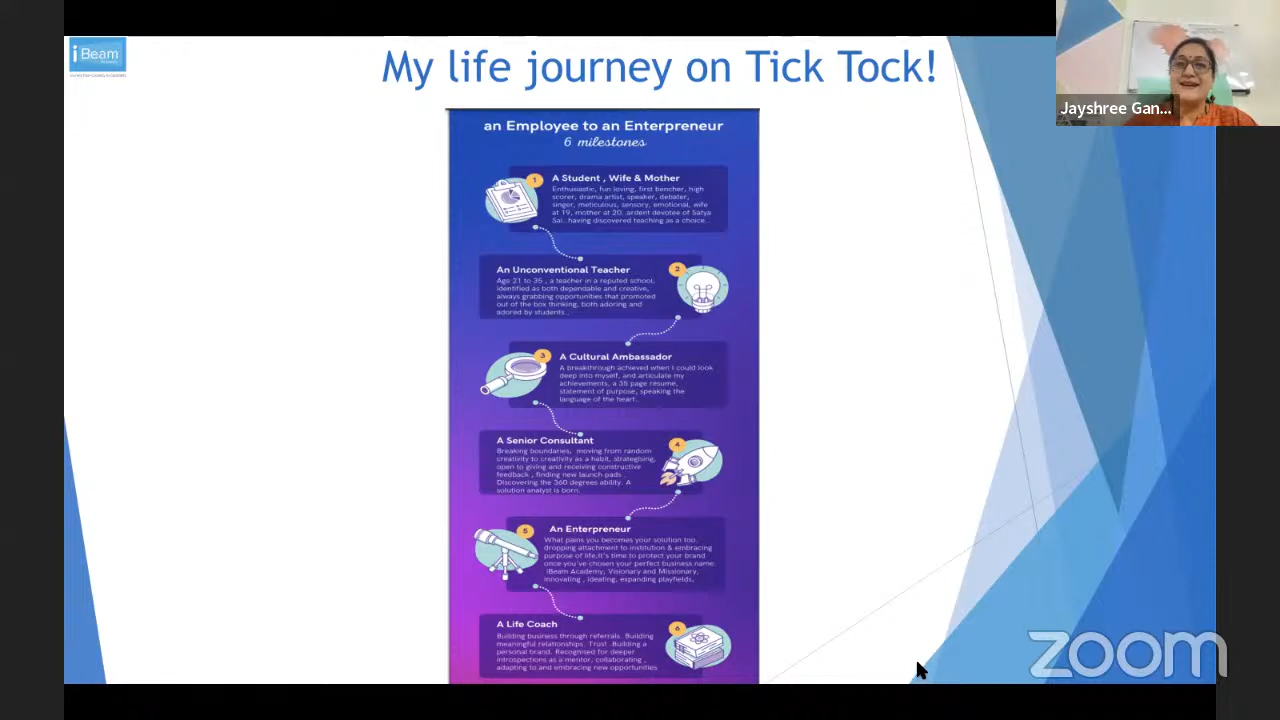 i Beam
My life journey on Tick Tock!
Jayshree Gan...
an Employee to an Enterpreneur
6 milestones
1
A Student , Wife & Mother
Enthusiastic, fun loving, first bencher, high
scorer, drama artist, speaker, debater,
singer, meticulous, sensory, emotional, wife
at 19, mother at 20, ardent devotee of Satya
Sai...having discovered teaching as a choice...
2
An Unconventional Teacher
Age 21 to 35 , a teacher in a reputed school,
identified as both dependable and creative,
always grabbing opportunities that promoted
out of the box thinking, both adoring and
adored by students...
3
A Cultural Ambassador
A breakthrough achieved when I could look
deep into myself, and articulate my
achievements, a 35 page resume,
statement of purpose, speaking the
language of the heart...
4
A Senior Consultant
Breaking boundaries, moving from random
creativity to creativity as a habit, strategising,
open to giving and receiving constructive
feedback , finding new launch pads .
Discovering the 360 degrees ability. A
solution analyst is born.
5
An Enterpreneur
What pains you becomes your solution too.
dropping attachment to institution & embracing
purpose of life,It's time to protect your brand
once you've chosen your perfect business name:
iBeam Academy, Visionary and Missionary,
innovating , ideating, expanding playfields,
6
A Life Coach
Building business through referrals. Building
meaningful relationships. Trust .Building a
personal brand. Recognised for deeper
introspections as a mentor, collaborating ,
adapting to and embracing new opportunities
zoom